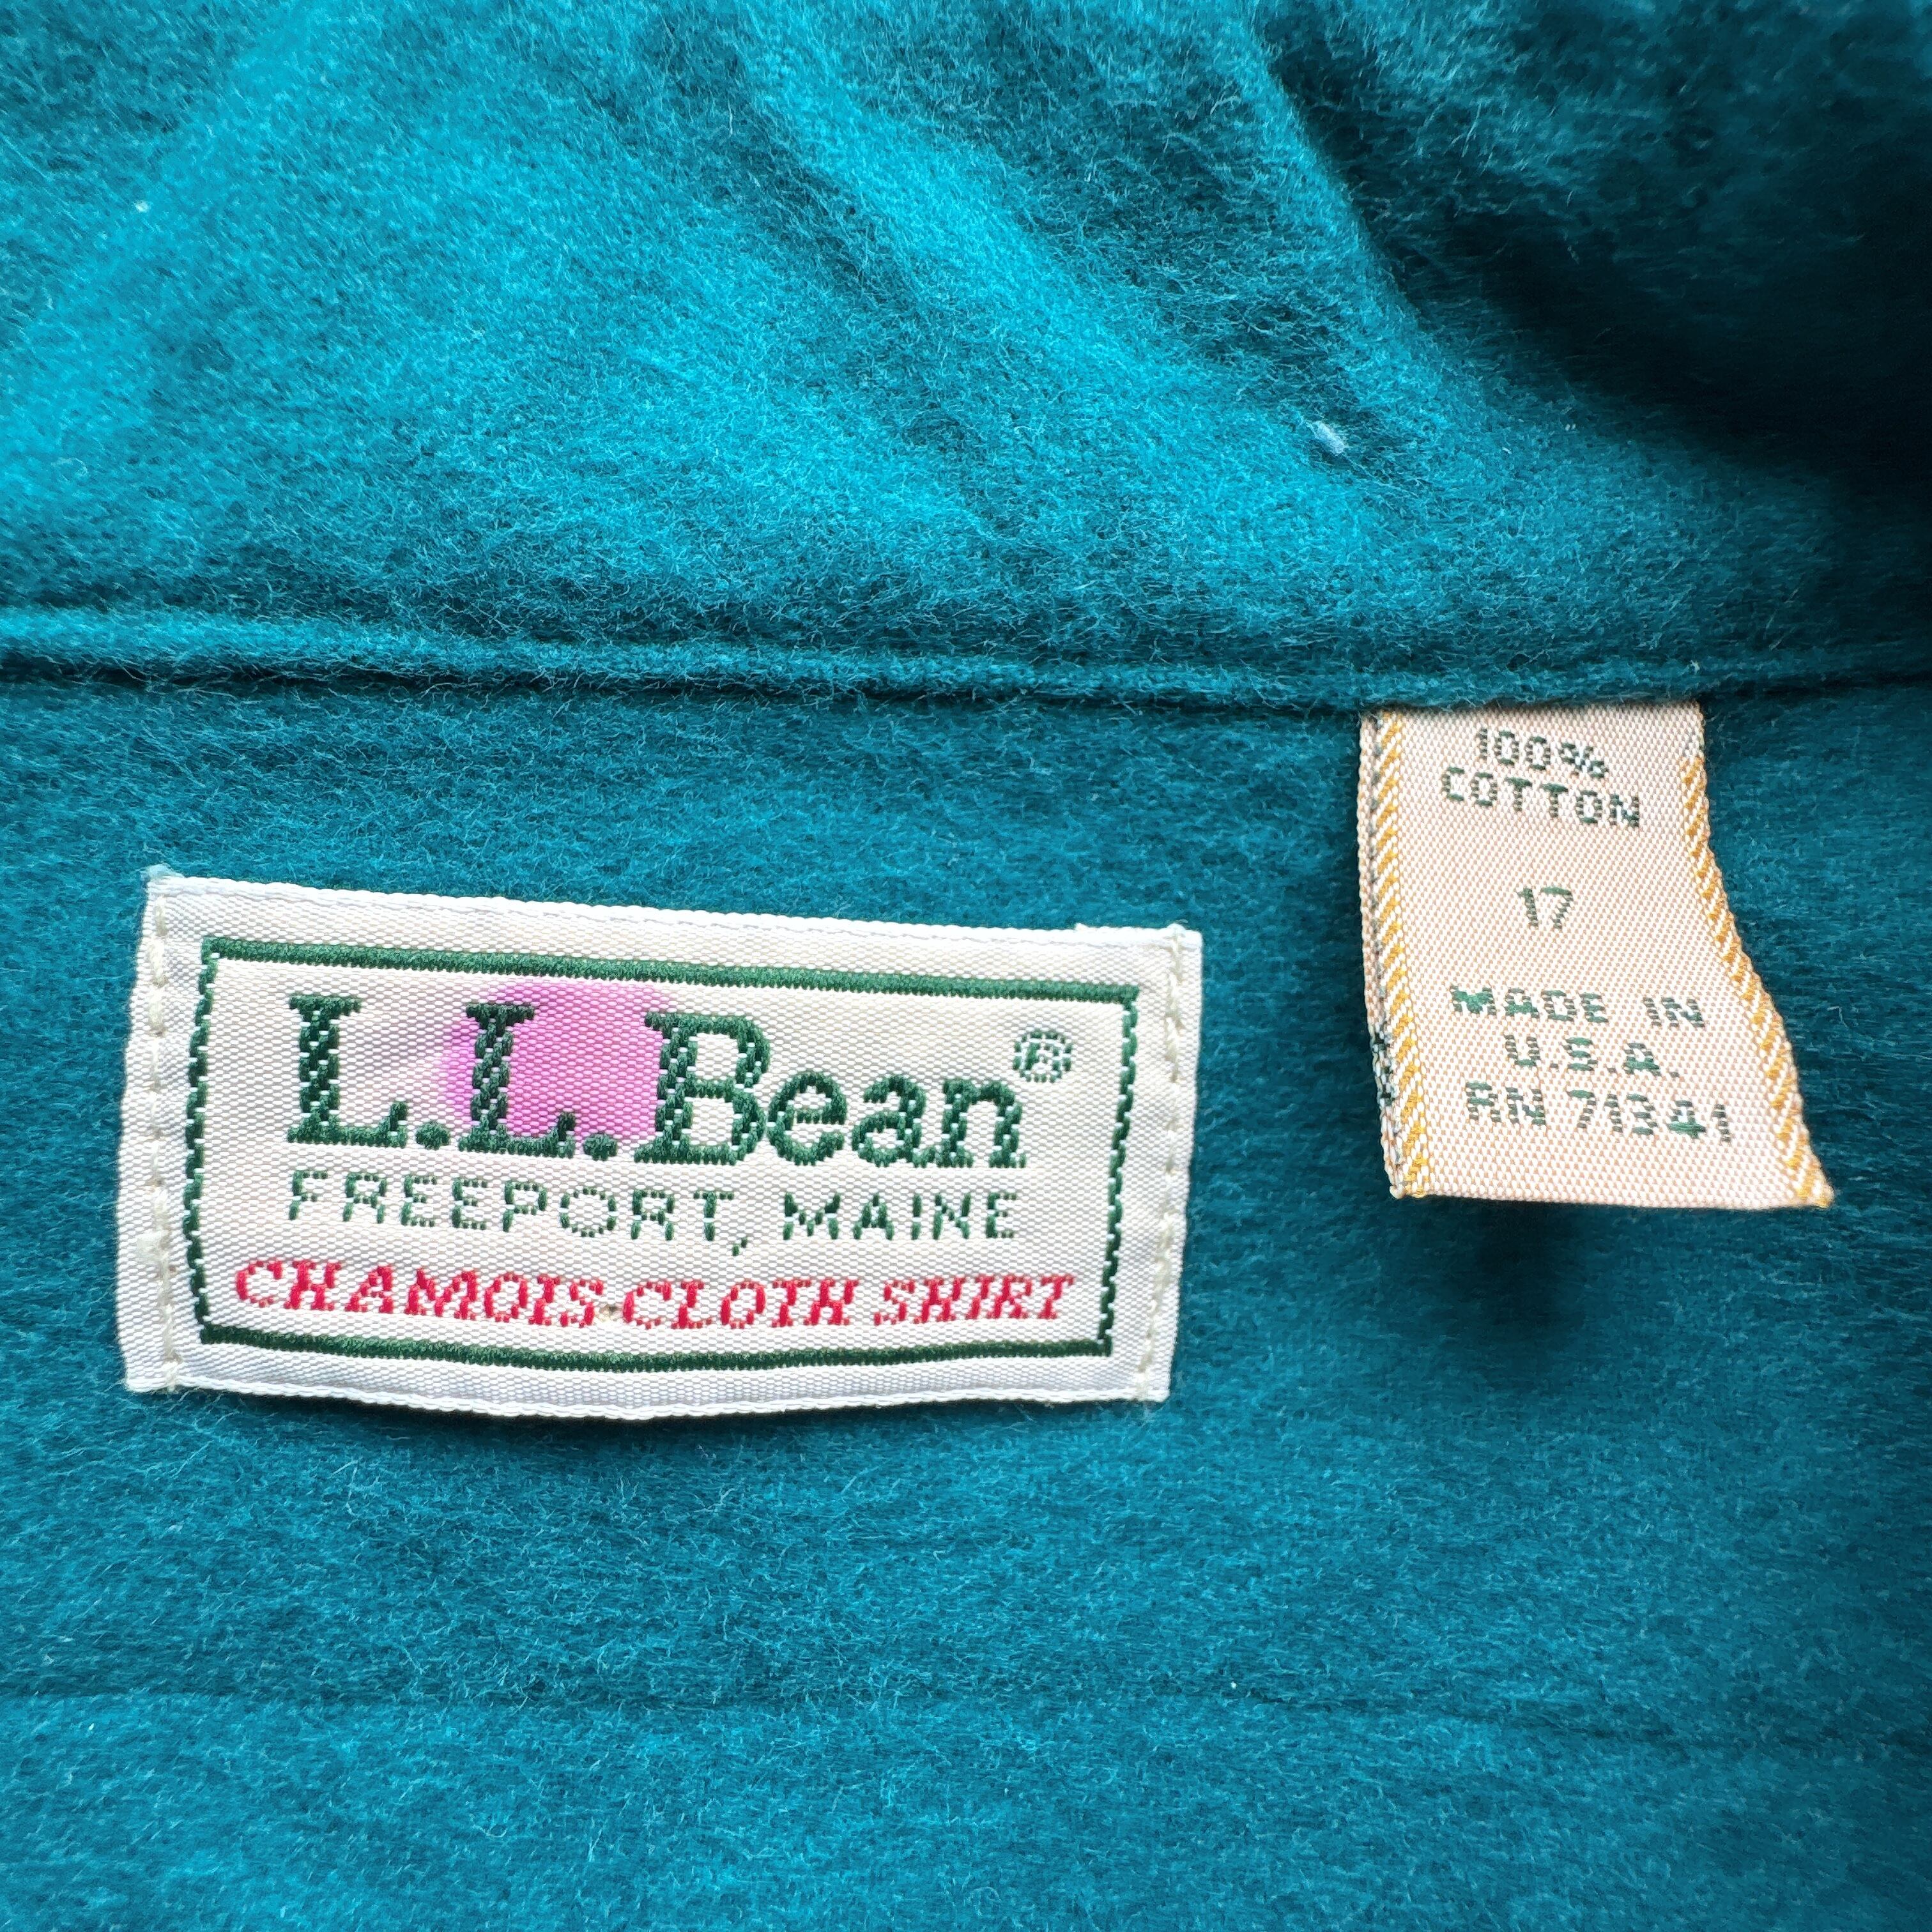 L.L.Bean®
FREEPORT, MAINE
CHAMOIS CLOTH SHIRT
100%
COTTON
17
MADE IN
U.S.A.
RN 71341